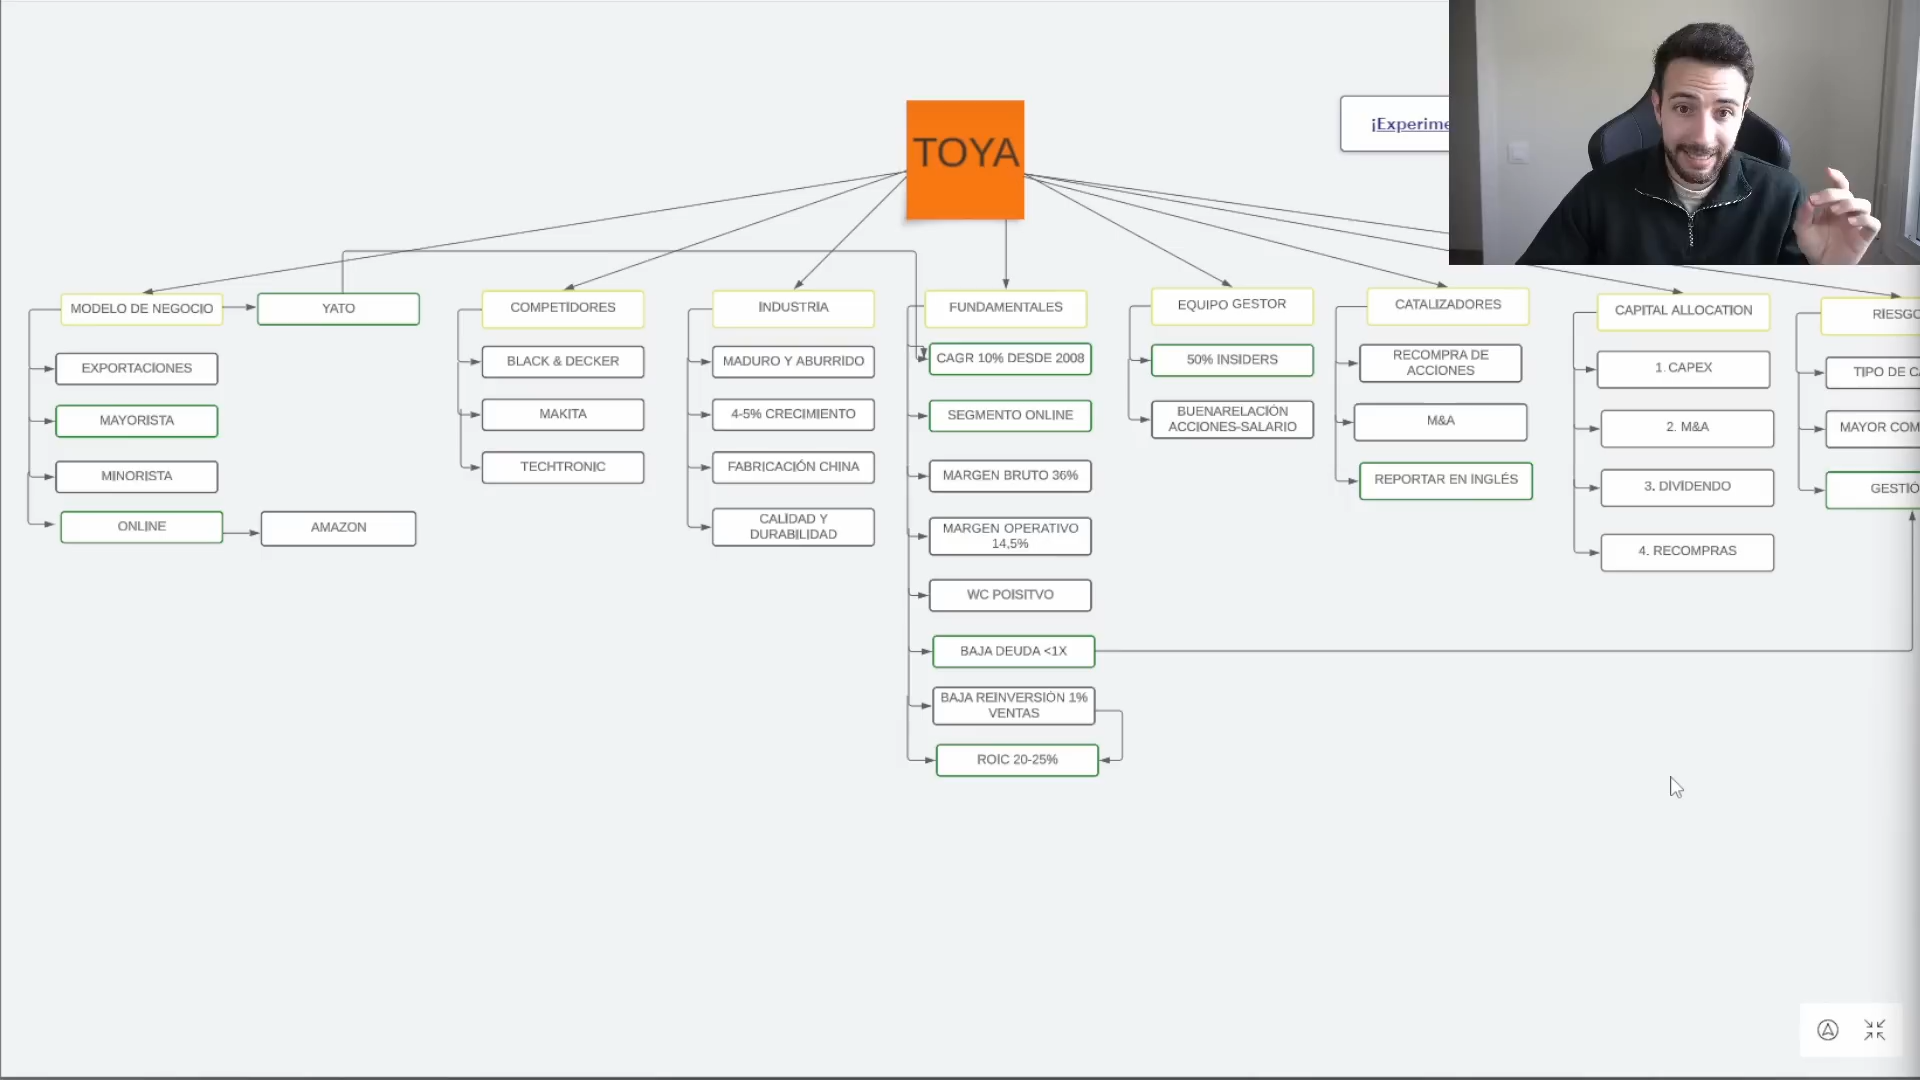 TOYA
¡Experime
MODELO DE NEGOCIO
YATO
EXPORTACIONES
MAYORISTA
MINORISTA
ONLINE
AMAZON
COMPETIDORES
BLACK & DECKER
MAKITA
TECHTRONIC
INDUSTRIA
MADURO Y ABURRIDO
4-5% CRECIMIENTO
FABRICACIÓN CHINA
CALIDAD Y
DURABILIDAD
FUNDAMENTALES
CAGR 10% DESDE 2008
SEGMENTO ONLINE
MARGEN BRUTO 36%
MARGEN OPERATIVO
14,5%
WC POISITVO
BAJA DEUDA <1X
BAJA REINVERSIÓN 1%
VENTAS
ROIC 20-25%
EQUIPO GESTOR
50% INSIDERS
BUENARELACIÓN
ACCIONES-SALARIO
CATALIZADORES
RECOMPRA DE
ACCIONES
M&A
REPORTAR EN INGLÉS
CAPITAL ALLOCATION
1. CAPEX
2. M&A
3. DIVIDENDO
4. RECOMPRAS
RIESGO
TIPO DE CA
MAYOR COM
GESTIÓ